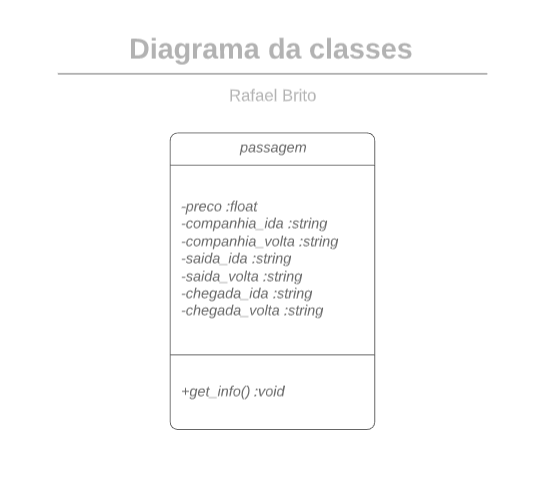 Diagrama da classes
Rafael Brito
passagem
-preco :float
-companhia_ida :string
-companhia_volta :string
-saida_ida :string
-saida_volta :string
-chegada_ida :string
-chegada_volta :string
+get_info() :void